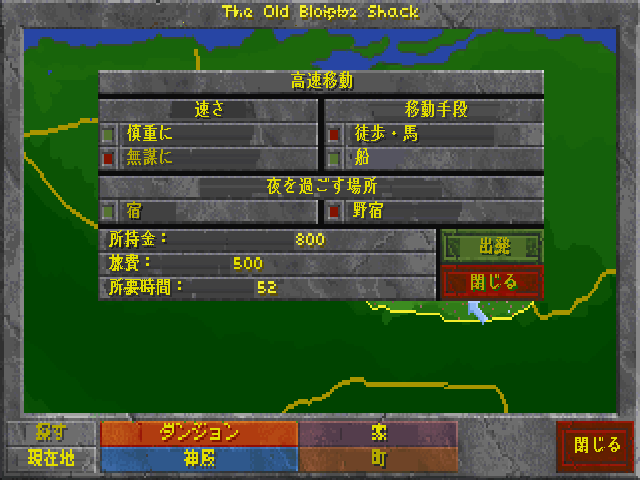 The Old Shack
高速移動
速さ
移動手段
慎重に
徒歩・馬
無謀に
船
夜を過ごす場所
宿
野宿
所持金： 800
旅費： 500
所要時間： 52
出発
閉じる
探す
ダンジョン
家
現在地
神殿
町
閉じる